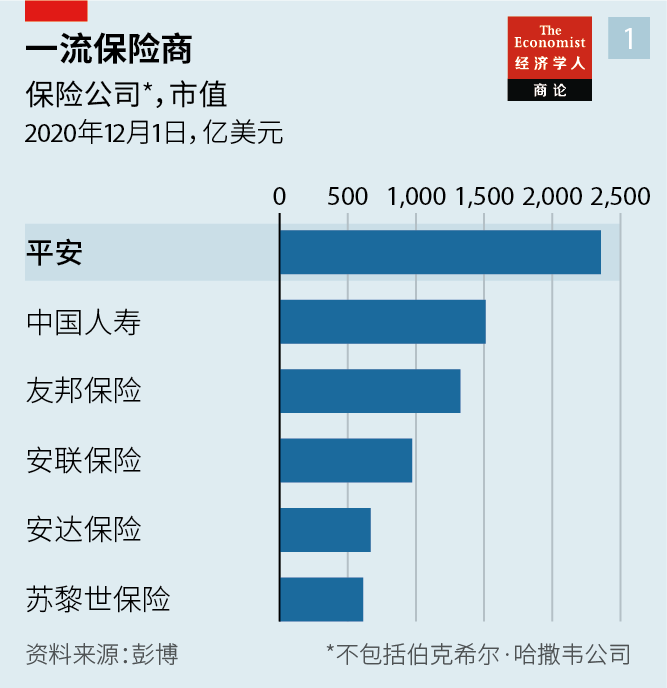 The
Economist
经济学人
商论
1
一流保险商
保险公司*，市值
2020年12月1日，亿美元
0 500 1,000 1,500 2,000 2,500
平安
中国人寿
友邦保险
安联保险
安达保险
苏黎世保险
资料来源：彭博
*不包括伯克希尔·哈撒韦公司